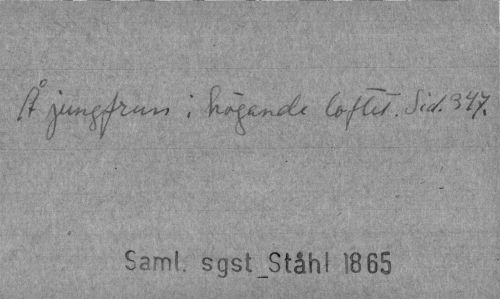 Å jungfrun i högande loftet. Sid. 347.
Saml. sgst_Ståhl 1865